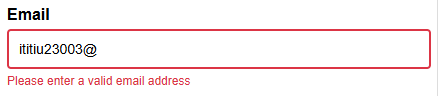 Email
ititiu23003@
Please enter a valid email address